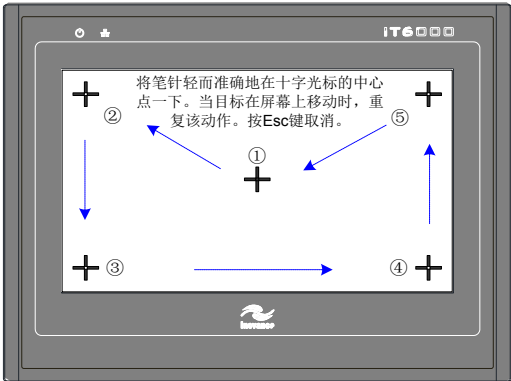 iT6000
将笔针轻而准确地在十字光标的中心
点一下。当目标在屏幕上移动时，重
复该动作。按Esc键取消。
②
⑤
①
③
④
INOVANCE